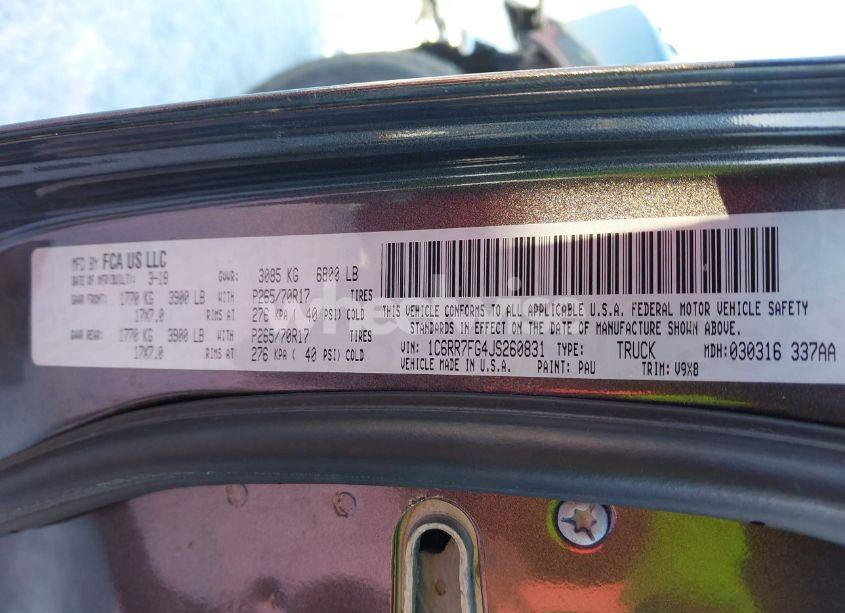 MFD BY FCA US LLC
DATE OF MFR/BUILT: 3-18 GVWR: 3085 KG 6800 LB
GAWR FRONT: 1770 KG 3900 LB WITH P265/70R17 TIRES
17X7.0 RIMS AT 276 KPA ( 40 PSI) COLD
GAWR REAR: 1770 KG 3900 LB WITH P265/70R17 TIRES
17X7.0 RIMS AT 276 KPA ( 40 PSI) COLD
THIS VEHICLE CONFORMS TO ALL APPLICABLE U.S.A. FEDERAL MOTOR VEHICLE SAFETY
STANDARDS IN EFFECT ON THE DATE OF MANUFACTURE SHOWN ABOVE.
VIN: 1C6RR7FG4JS260831 TYPE: TRUCK MDH: 030316 337AA
VEHICLE MADE IN U.S.A. PAINT: PAU TRIM: V9X8